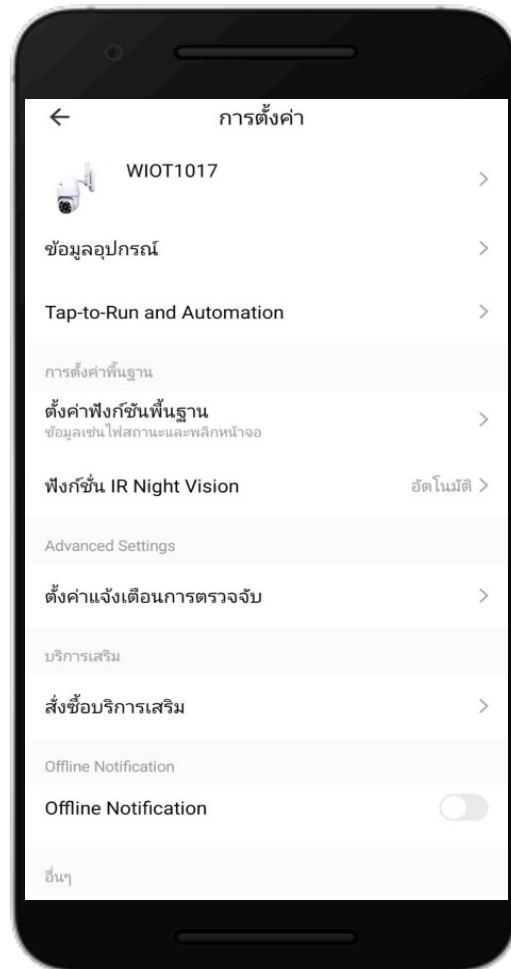 การตั้งค่า
WIOT1017
ข้อมูลอุปกรณ์
Tap-to-Run and Automation
การตั้งค่าพื้นฐาน
ตั้งค่าฟังก์ชันพื้นฐาน
ข้อมูลเช่นไฟสถานะและพลิกหน้าจอ
ฟังก์ชั่น IR Night Vision
อัตโนมัติ
Advanced Settings
ตั้งค่าแจ้งเตือนการตรวจจับ
บริการเสริม
สั่งซื้อบริการเสริม
Offline Notification
Offline Notification
อื่นๆ